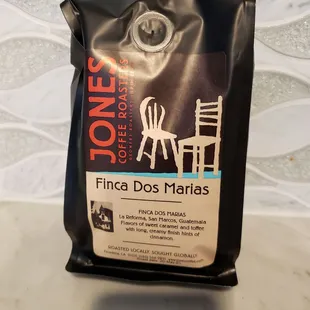 JONES
COFFEE ROASTERS
Finca Dos Marias
FINCA DOS MARIAS
La Reforma, San Marcos, Guatemala
Flavors of sweet caramel and toffee
with long, creamy finish hints of
cinnamon.
ROASTED LOCALLY. SOUGHT GLOBALLY.